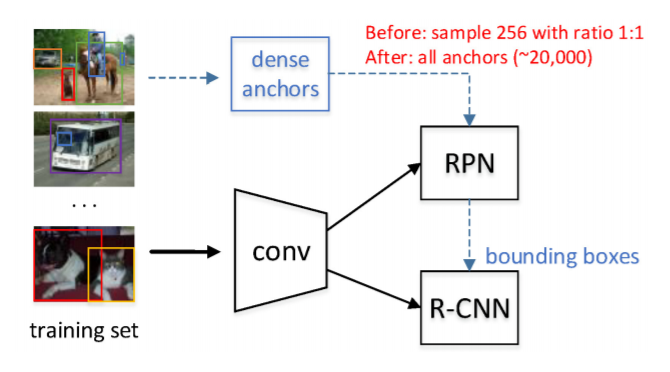 Before: sample 256 with ratio 1:1
After: all anchors (~20,000)
dense
anchors
RPN
. . .
conv
bounding boxes
R-CNN
training set